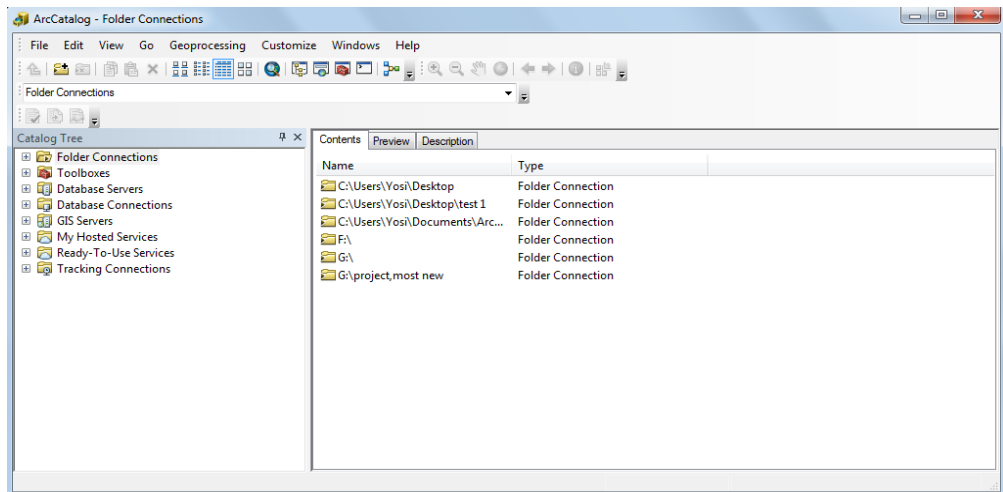 ArcCatalog - Folder Connections
File Edit View Go Geoprocessing Customize Windows Help
Folder Connections
Catalog Tree
Folder Connections
Toolboxes
Database Servers
Database Connections
GIS Servers
My Hosted Services
Ready-To-Use Services
Tracking Connections
Contents Preview Description
Name Type
C:\Users\Yosi\Desktop Folder Connection
C:\Users\Yosi\Desktop\test 1 Folder Connection
C:\Users\Yosi\Documents\Arc... Folder Connection
F:\ Folder Connection
G:\ Folder Connection
G:\project,most new Folder Connection